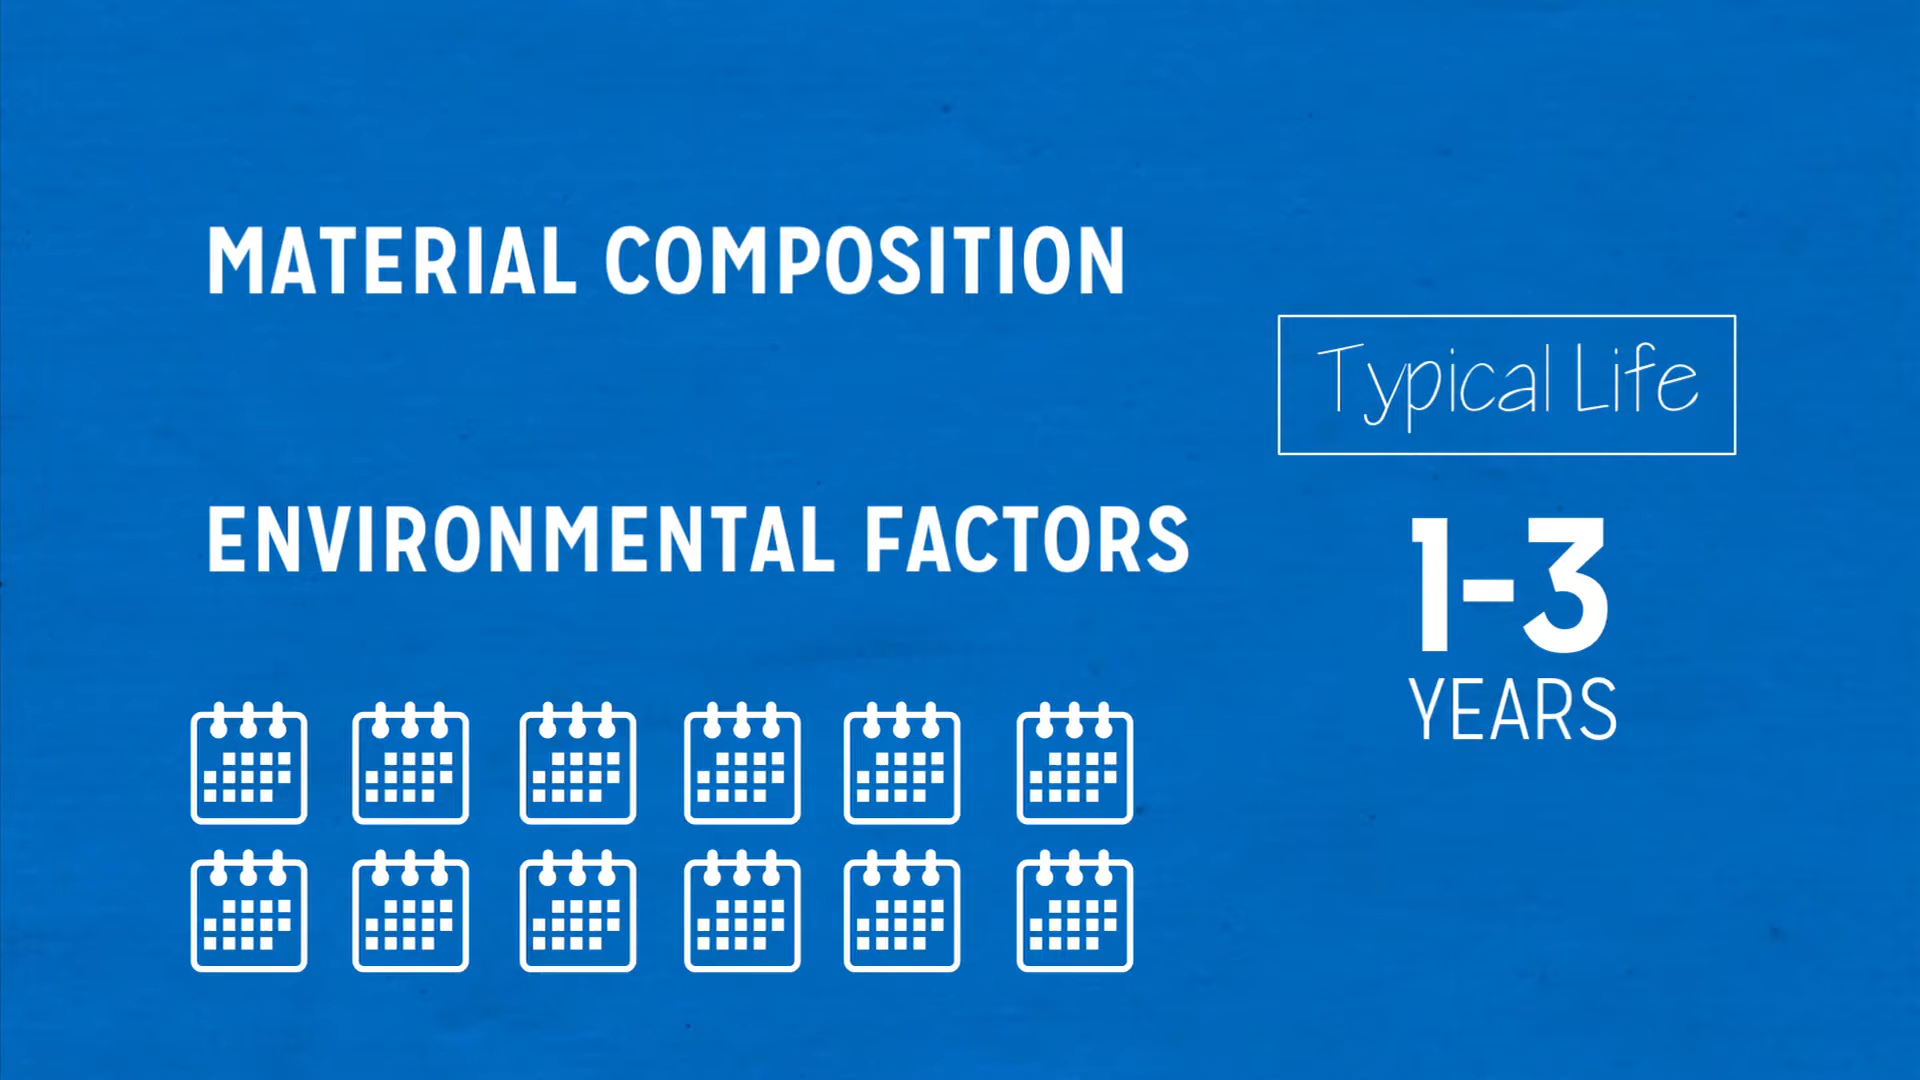 MATERIAL COMPOSITION
ENVIRONMENTAL FACTORS
Typical Life
1-3
YEARS